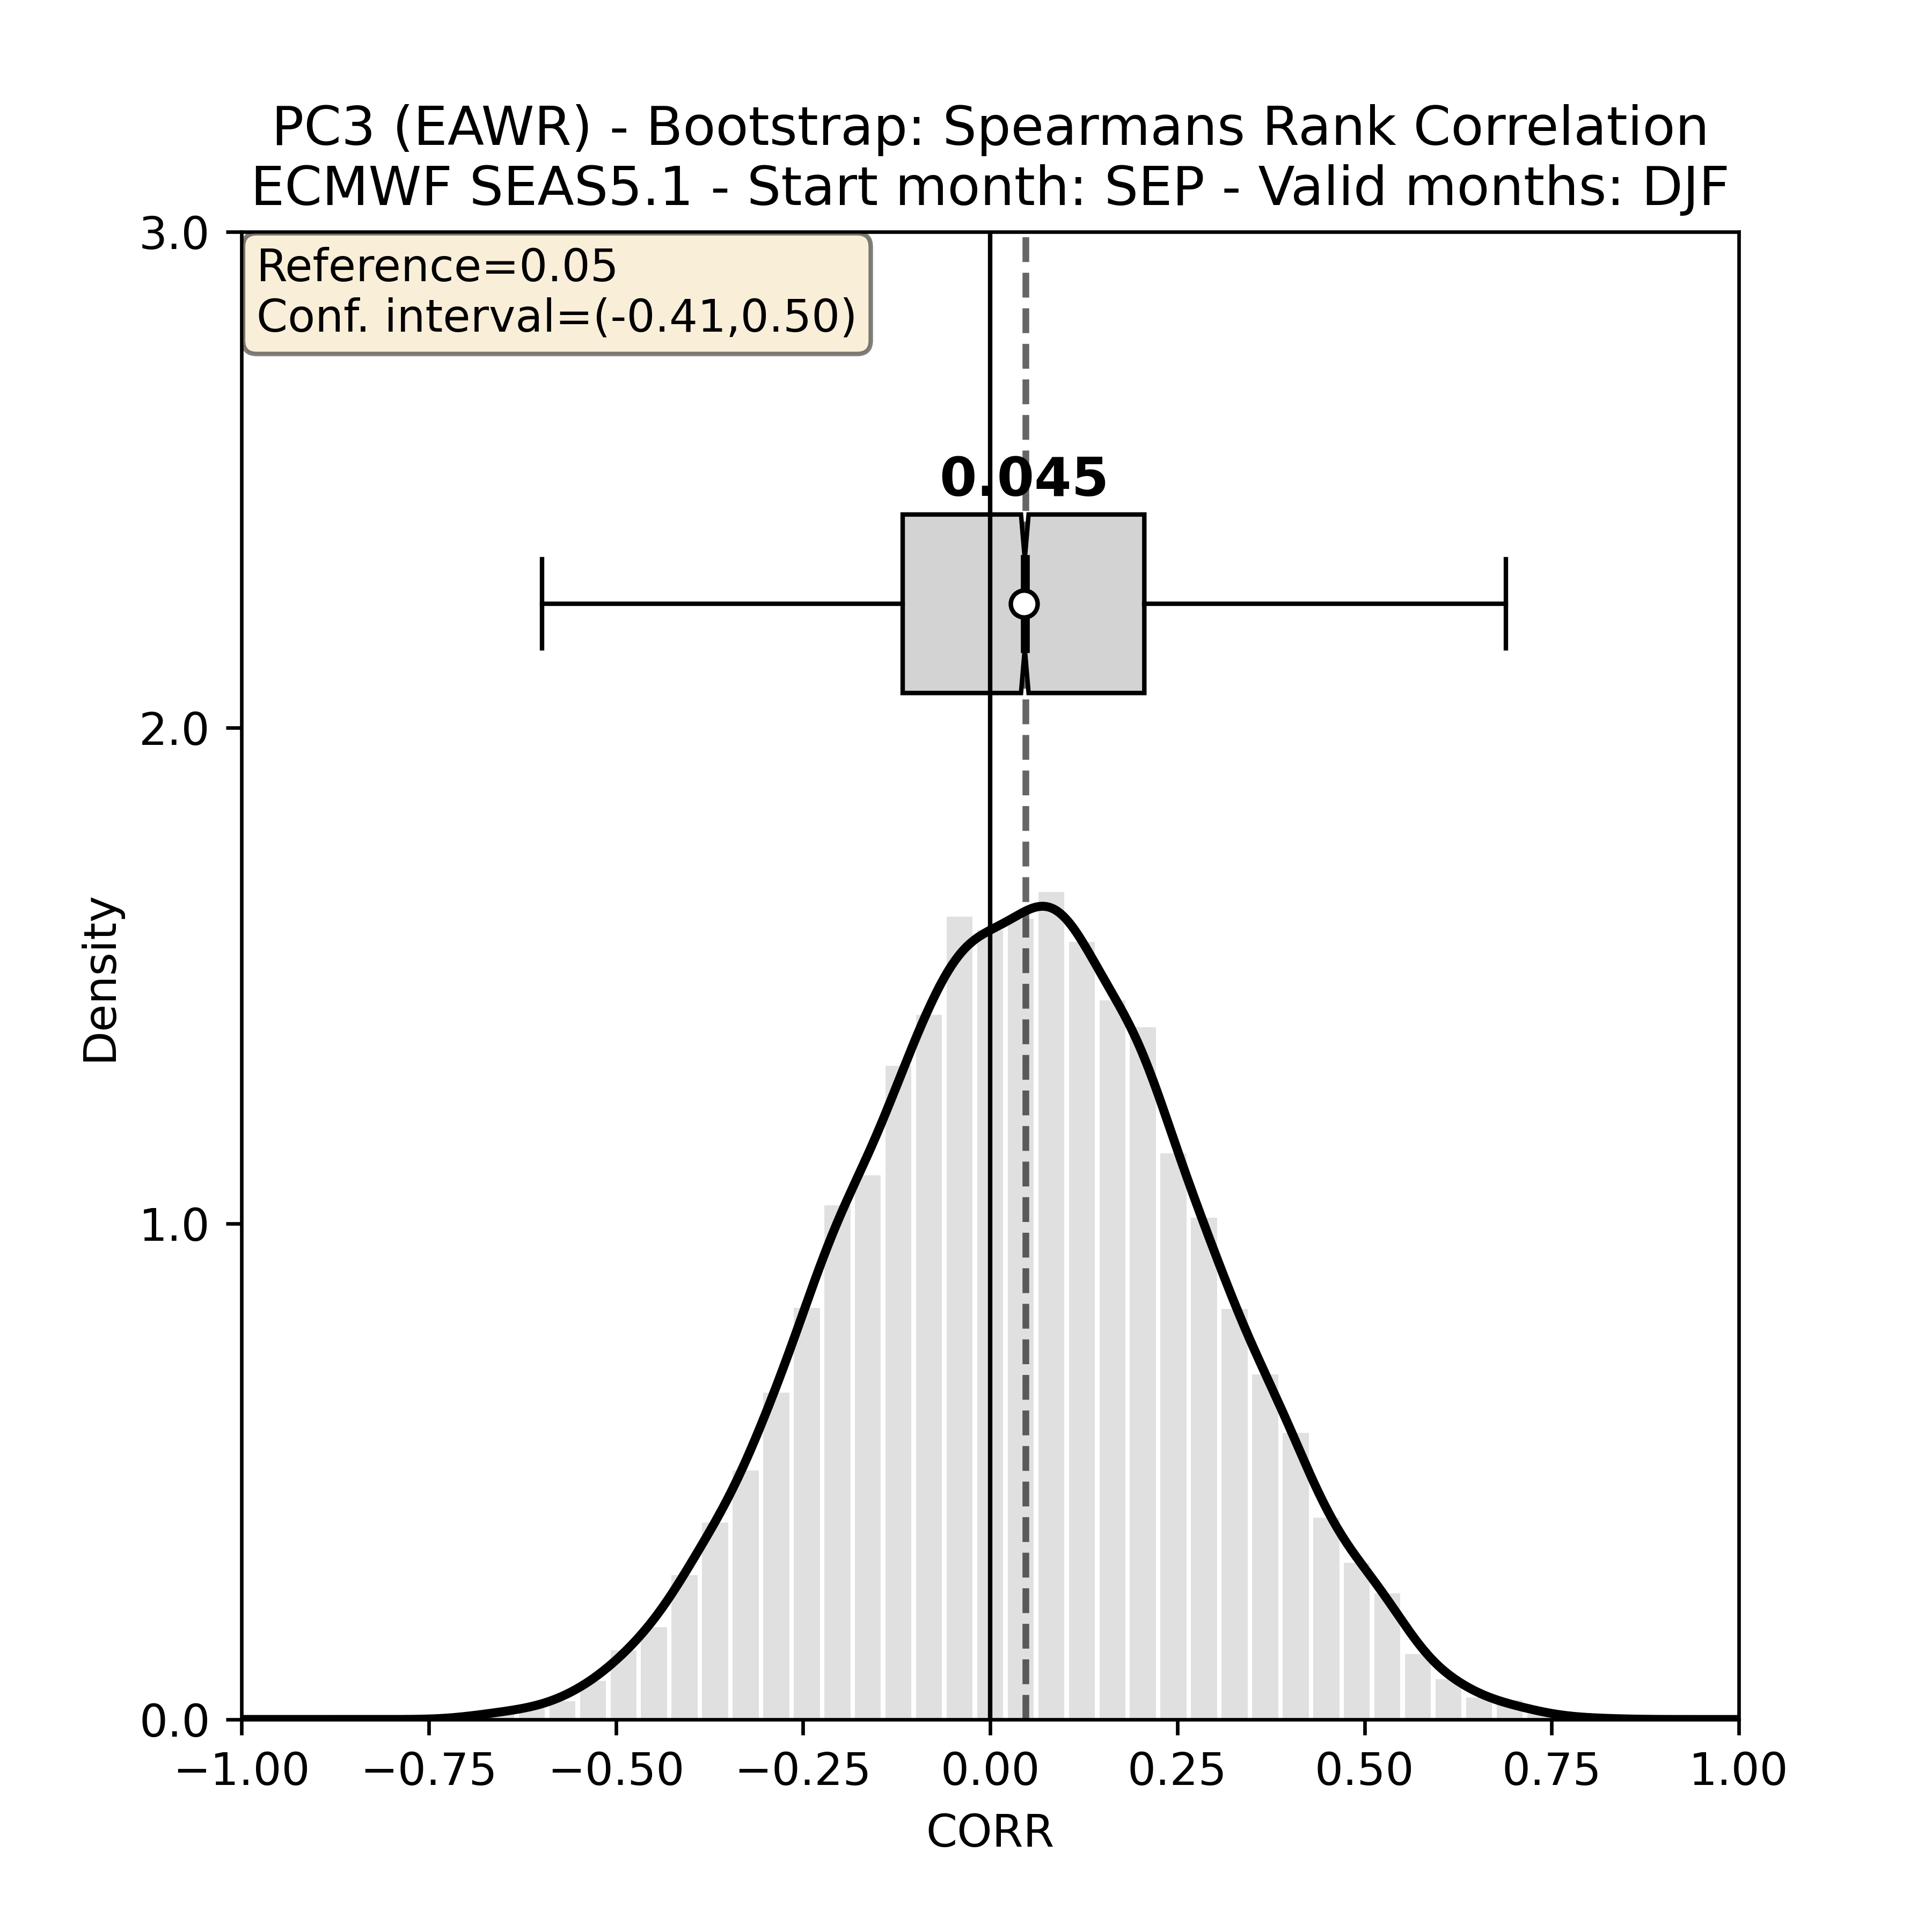 PC3 (EAWR) - Bootstrap: Spearmans Rank Correlation
ECMWF SEAS5.1 - Start month: SEP - Valid months: DJF
3.0
Reference=0.05
Conf. interval=(-0.41,0.50)
0.045
2.0
Density
1.0
0.0
−1.00 −0.75 −0.50 −0.25 0.00 0.25 0.50 0.75 1.00
CORR